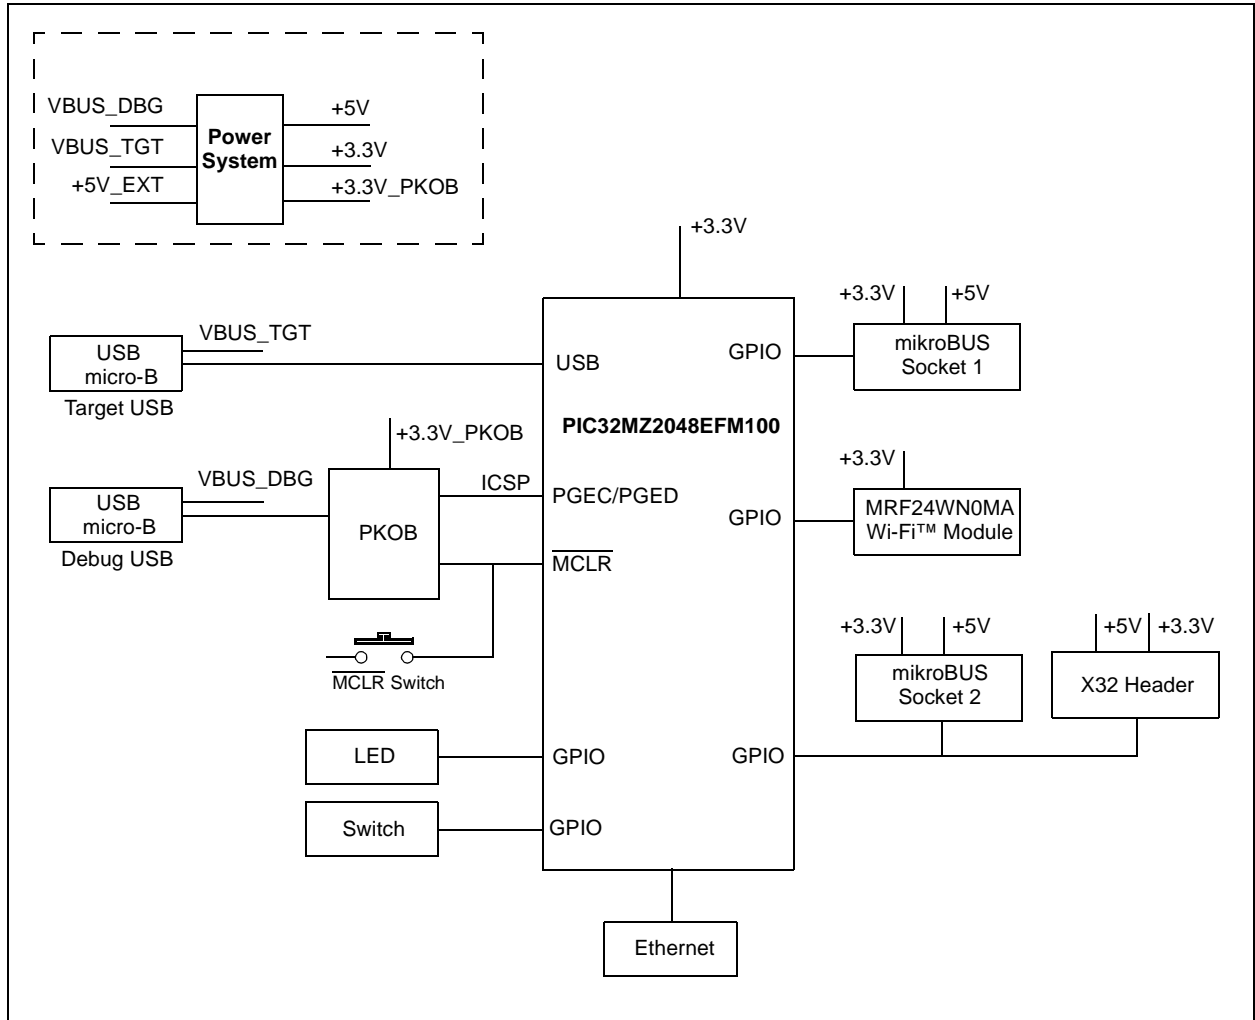 VBUS_DBG
VBUS_TGT
+5V_EXT
Power
System
+5V
+3.3V
+3.3V_PKOB
+3.3V
+3.3V
+5V
mikroBUS
Socket 1
GPIO
USB
micro-B
Target USB
VBUS_TGT
USB
PIC32MZ2048EFM100
+3.3V_PKOB
USB
micro-B
Debug USB
VBUS_DBG
PKOB
ICSP
PGEC/PGED
MCLR
MCLR Switch
GPIO
+3.3V
MRF24WN0MA
Wi-Fi™ Module
+3.3V
+5V
mikroBUS
Socket 2
+5V
+3.3V
X32 Header
LED
GPIO
GPIO
Switch
GPIO
Ethernet